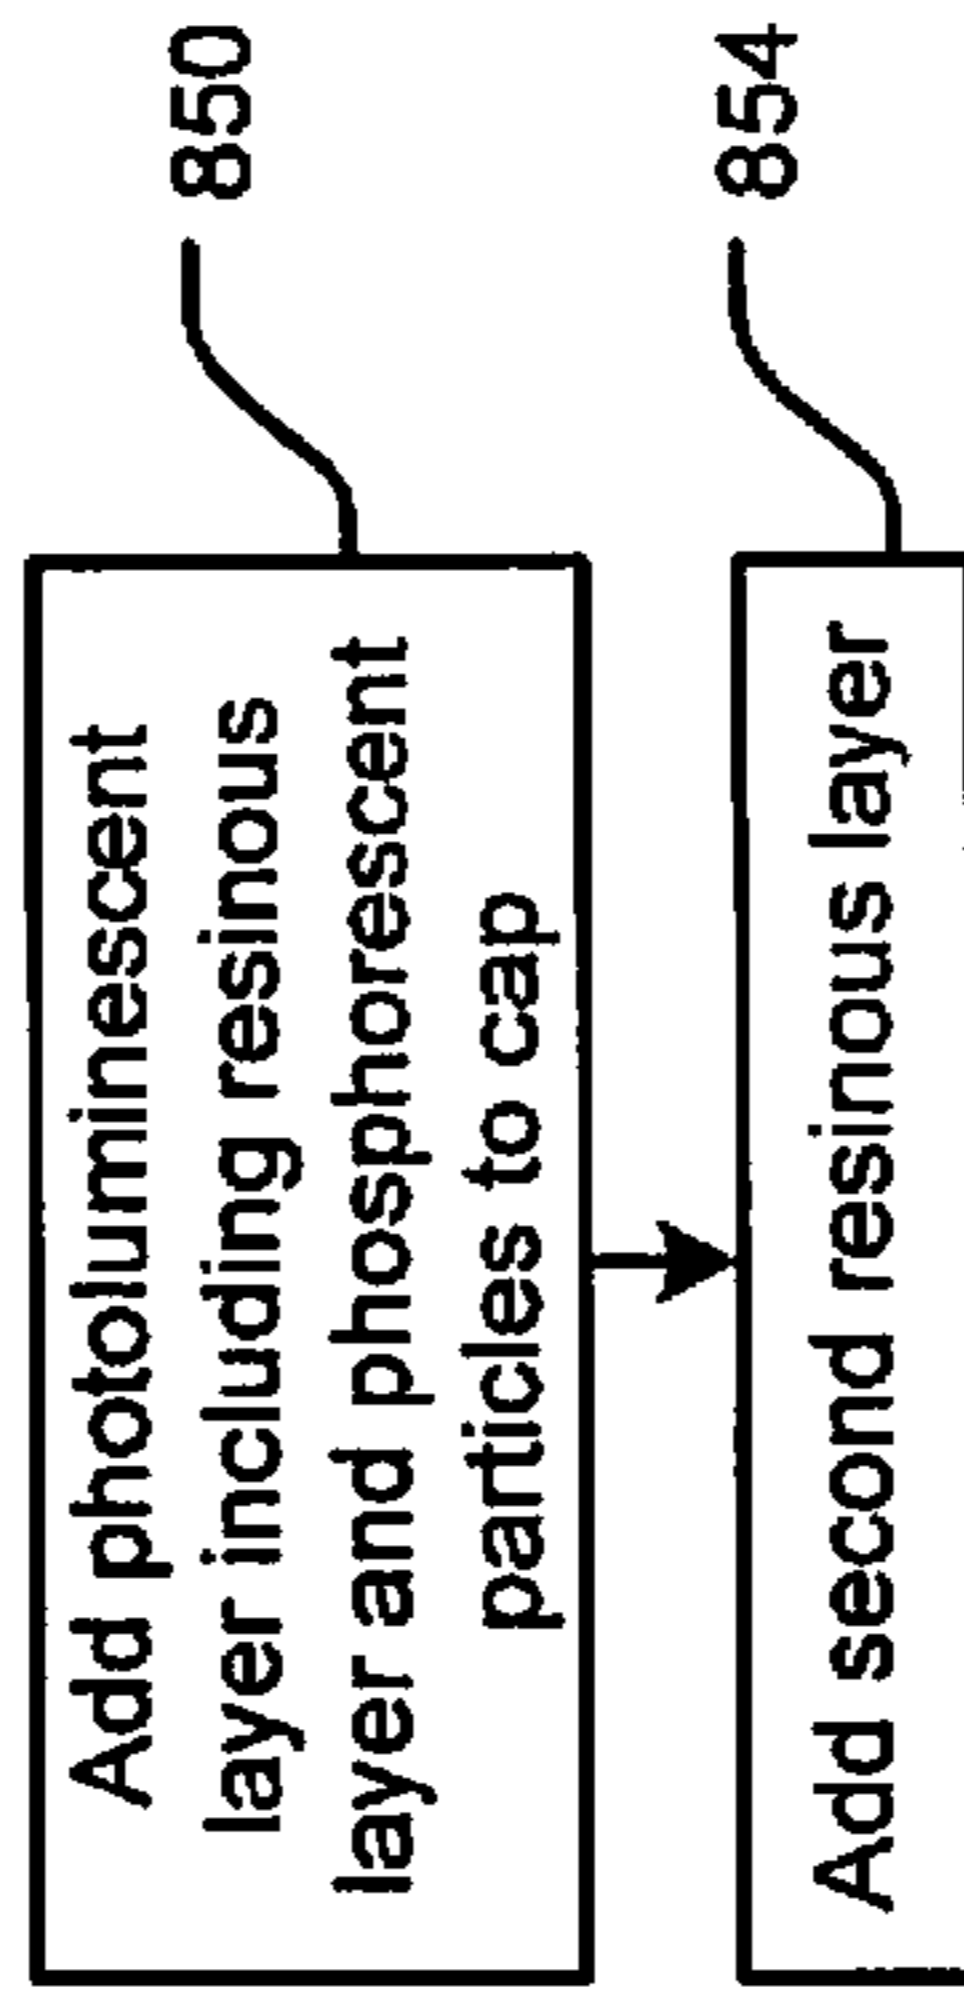 Add photoluminescent
layer including resinous
layer and phosphorescent
particles to cap
850
Add second resinous layer
854